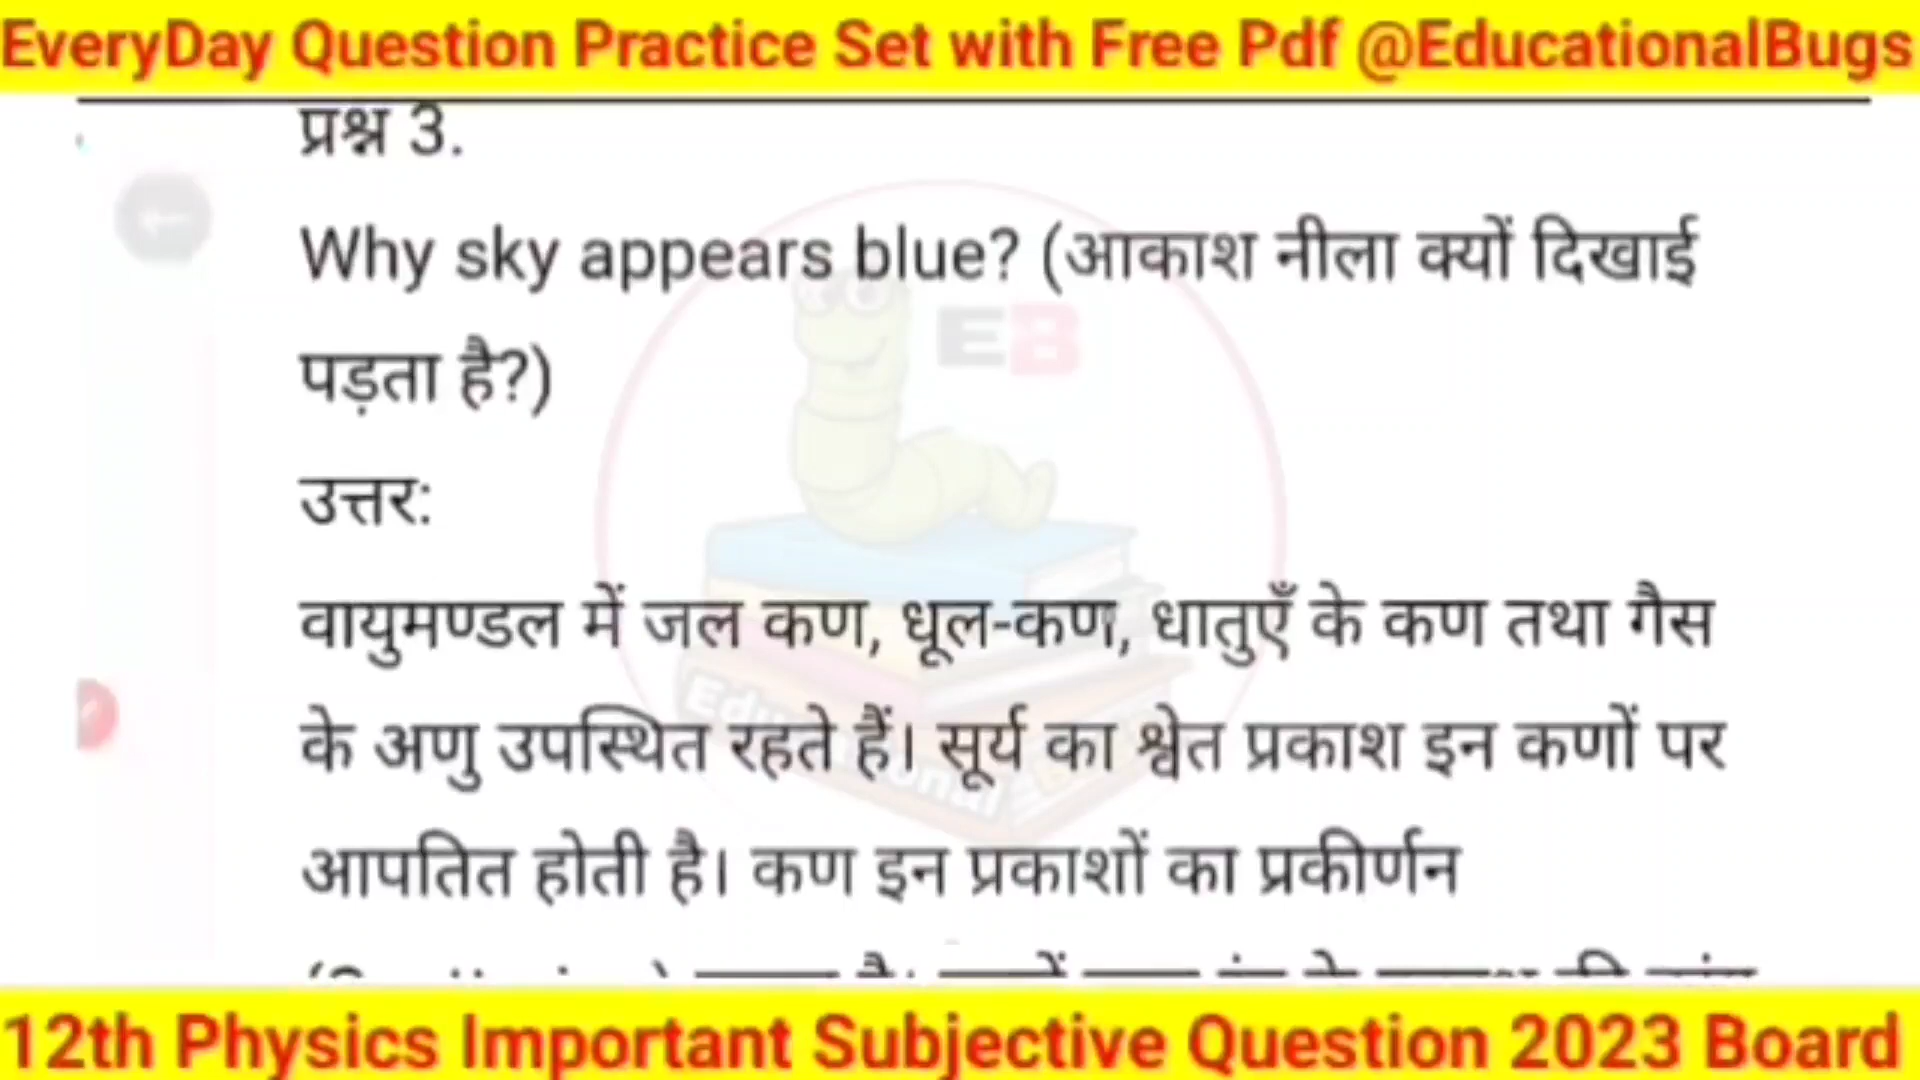 EveryDay Question Practice Set with Free Pdf @EducationalBugs
प्रश्न 3.
Why sky appears blue? (आकाश नीला क्यों दिखाई
पड़ता है?)
EB
उत्तर:
वायुमण्डल में जल कण, धूल-कण, धातुएँ के कण तथा गैस
के अणु उपस्थित रहते हैं। सूर्य का श्वेत प्रकाश इन कणों पर
आपतित होती है। कण इन प्रकाशों का प्रकीर्णन
12th Physics Important Subjective Question 2023 Board